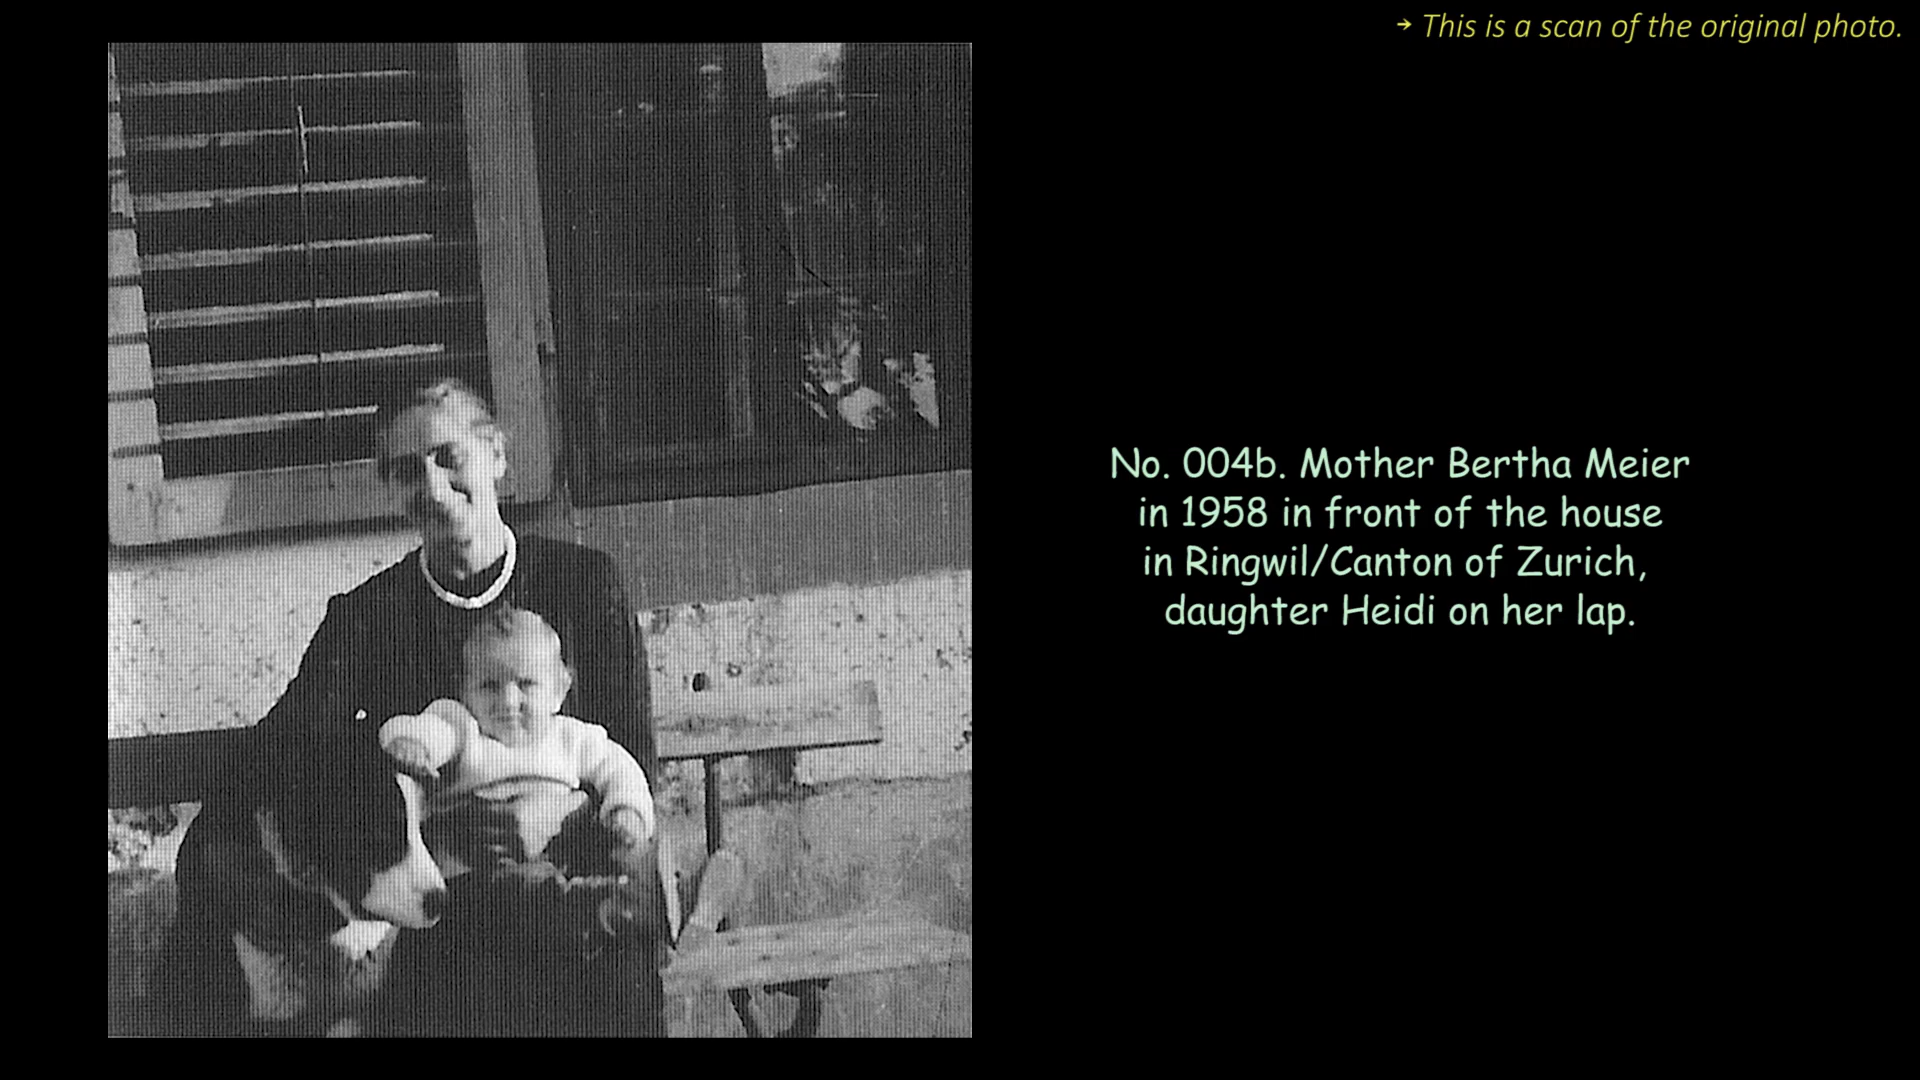 → This is a scan of the original photo.
No. 004b. Mother Bertha Meier
in 1958 in front of the house
in Ringwil/Canton of Zurich,
daughter Heidi on her lap.